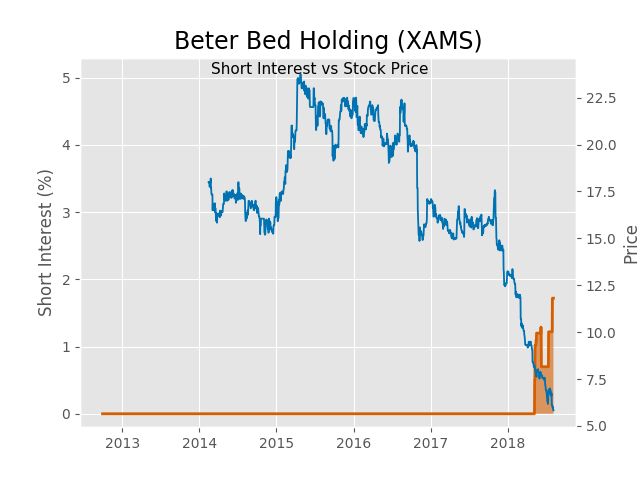 Beter Bed Holding (XAMS)
Short Interest vs Stock Price
Short Interest (%)
5
4
3
2
1
0
22.5
20.0
17.5
15.0
12.5
10.0
7.5
5.0
Price
2013 2014 2015 2016 2017 2018